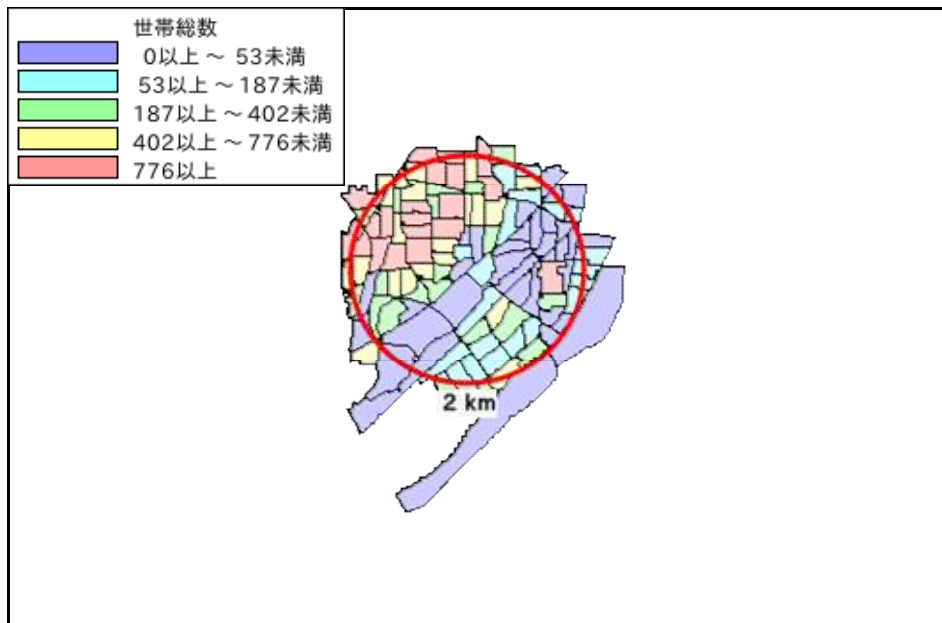 世帯総数
0以上 ～ 53未満
53以上 ～ 187未満
187以上 ～ 402未満
402以上 ～ 776未満
776以上
2 km